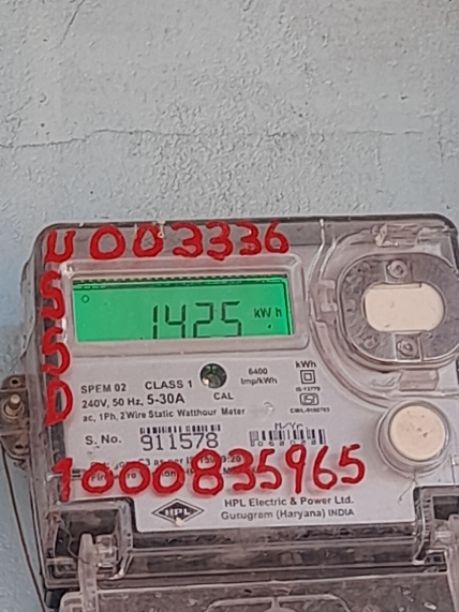 U003336
S
S
D
1425 kWh
SPEM 02 CLASS 1
6400 Imp/kWh
kWh
240V, 50 Hz, 5-30A
CAL
ac, 1Ph, 2Wire Static Watthour Meter
S. No. 911578
M/Yr.
1000835965
HPL
HPL Electric & Power Ltd.
Gurugram (Haryana) INDIA